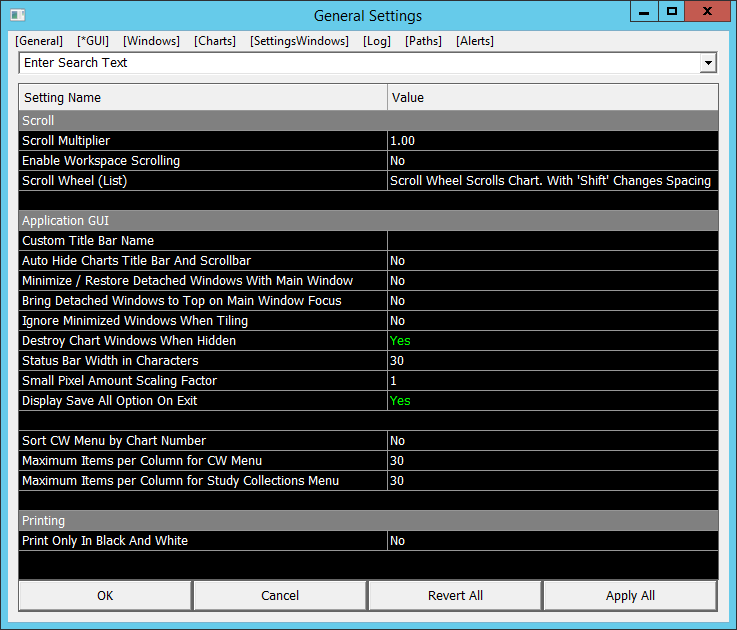 General Settings
[General] [*GUI] [Windows] [Charts] [SettingsWindows] [Log] [Paths] [Alerts]
Enter Search Text
Setting Name Value
Scroll
Scroll Multiplier 1.00
Enable Workspace Scrolling No
Scroll Wheel (List) Scroll Wheel Scrolls Chart. With 'Shift' Changes Spacing
Application GUI
Custom Title Bar Name
Auto Hide Charts Title Bar And Scrollbar No
Minimize / Restore Detached Windows With Main Window No
Bring Detached Windows to Top on Main Window Focus No
Ignore Minimized Windows When Tiling No
Destroy Chart Windows When Hidden Yes
Status Bar Width in Characters 30
Small Pixel Amount Scaling Factor 1
Display Save All Option On Exit Yes
Sort CW Menu by Chart Number No
Maximum Items per Column for CW Menu 30
Maximum Items per Column for Study Collections Menu 30
Printing
Print Only In Black And White No
OK Cancel Revert All Apply All